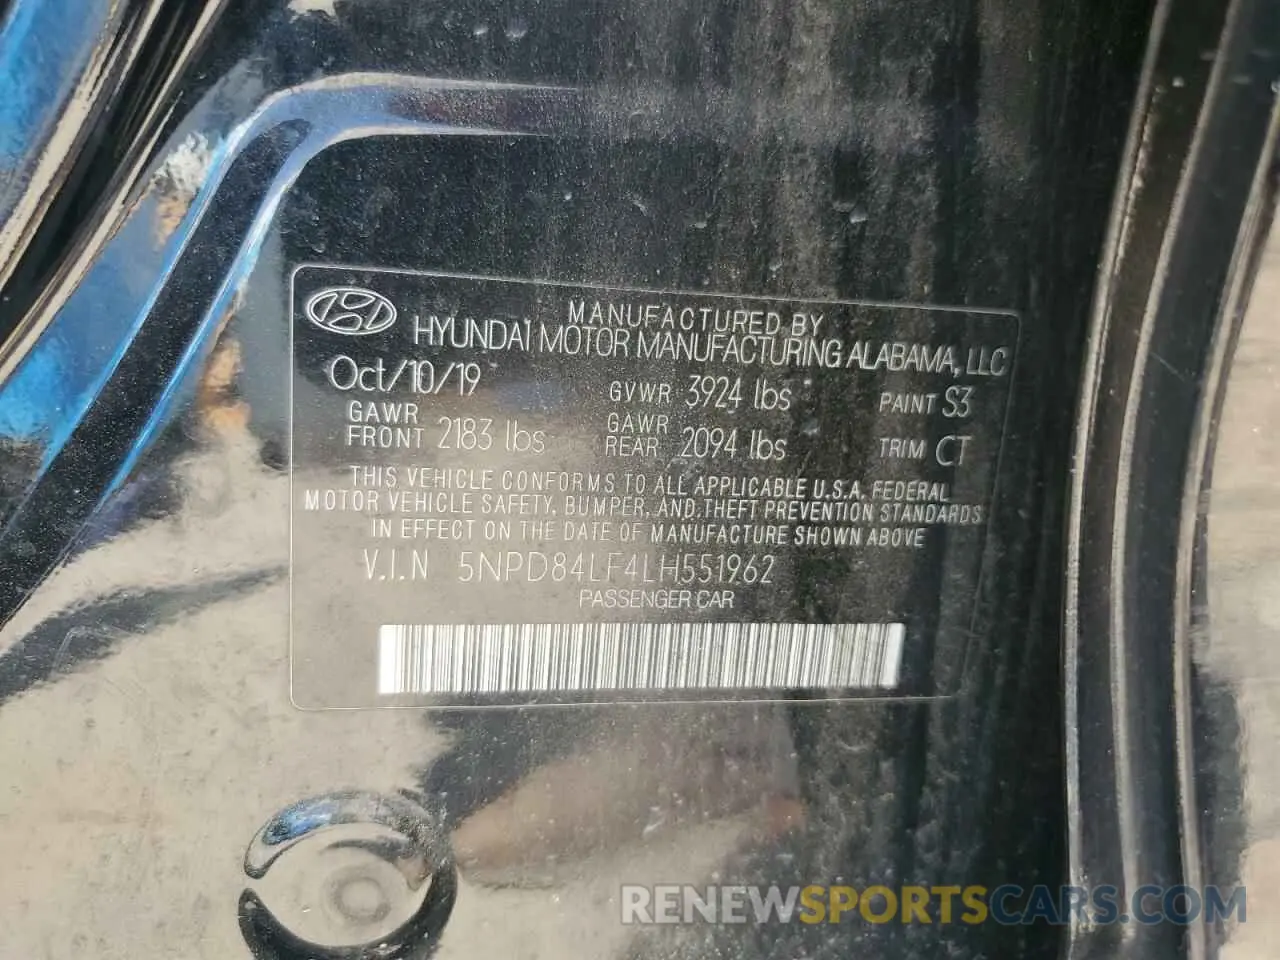 MANUFACTURED BY
HYUNDAI MOTOR MANUFACTURING ALABAMA, LLC
Oct/10/19 GVWR 3924 lbs PAINT S3
GAWR FRONT 2183 lbs GAWR REAR 2094 lbs TRIM CT
THIS VEHICLE CONFORMS TO ALL APPLICABLE U.S.A. FEDERAL
MOTOR VEHICLE SAFETY, BUMPER, AND THEFT PREVENTION STANDARDS
IN EFFECT ON THE DATE OF MANUFACTURE SHOWN ABOVE
V.I.N 5NPD84LF4LH551962
PASSENGER CAR
RENEWSPORTSCARS.COM